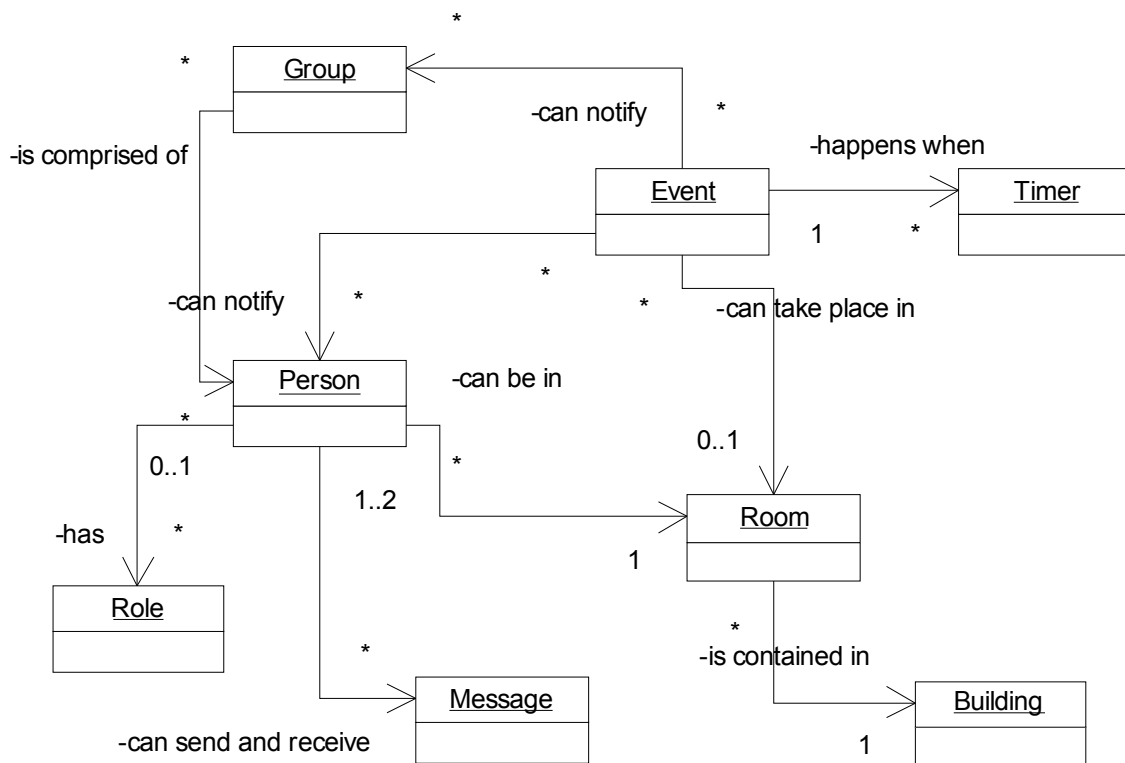 *
*
Group
-can notify
*
-is comprised of
-happens when
Event
Timer
1
*
*
-can notify
*
*
-can take place in
Person
-can be in
*
0..1
*
0..1
1..2
-has
*
Room
1
Role
*
*
-is contained in
Message
Building
-can send and receive
1